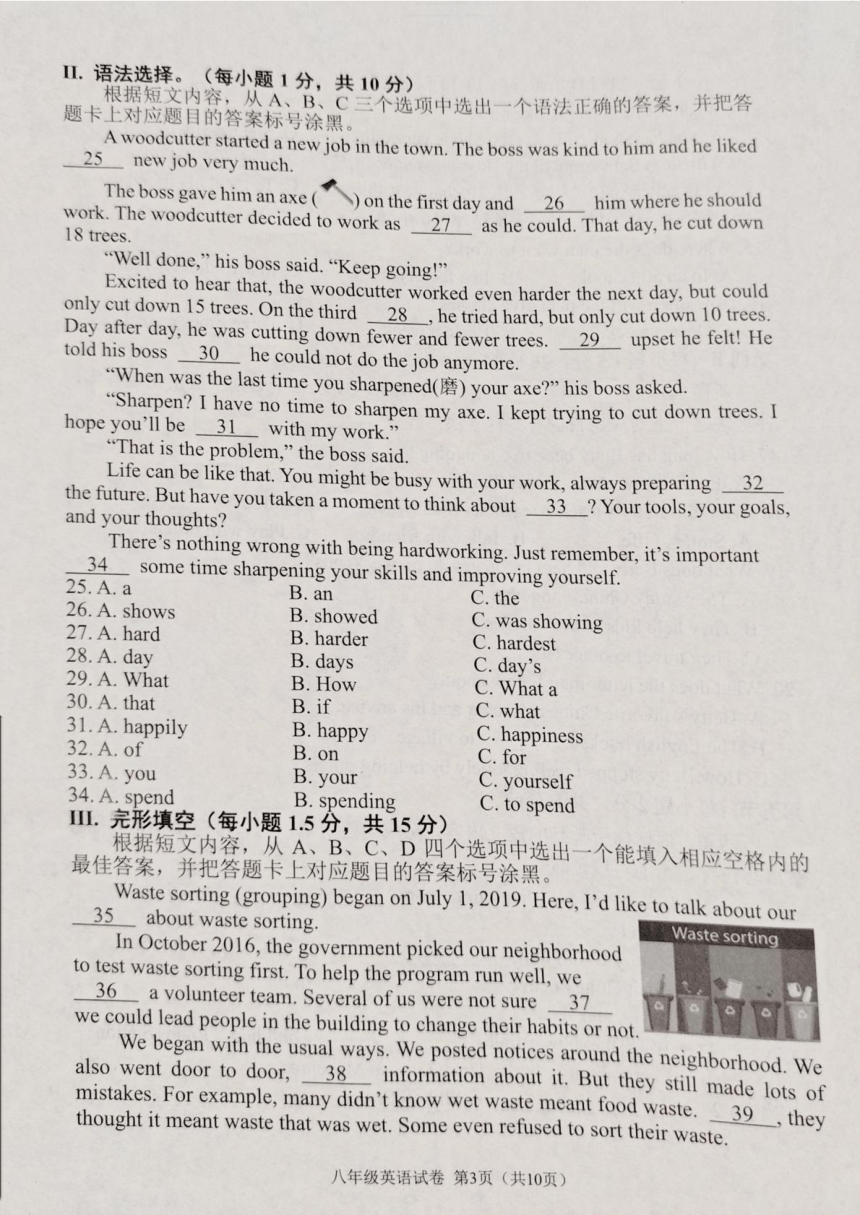 II. 语法选择。（每小题 1 分，共 10 分）
根据短文内容，从 A、B、C 三个选项中选出一个语法正确的答案，并把答
题卡上对应题目的答案标号涂黑。
A woodcutter started a new job in the town. The boss was kind to him and he liked
25 new job very much.
The boss gave him an axe ( ) on the first day and 26 him where he should
work. The woodcutter decided to work as 27 as he could. That day, he cut down
18 trees.
“Well done,” his boss said. “Keep going!”
Excited to hear that, the woodcutter worked even harder the next day, but could
only cut down 15 trees. On the third 28 , he tried hard, but only cut down 10 trees.
Day after day, he was cutting down fewer and fewer trees. 29 upset he felt! He
told his boss 30 he could not do the job anymore.
“When was the last time you sharpened(磨) your axe?” his boss asked.
“Sharpen? I have no time to sharpen my axe. I kept trying to cut down trees. I
hope you’ll be 31 with my work.”
“That is the problem,” the boss said.
Life can be like that. You might be busy with your work, always preparing 32
the future. But have you taken a moment to think about 33 ? Your tools, your goals,
and your thoughts?
There’s nothing wrong with being hardworking. Just remember, it’s important
34 some time sharpening your skills and improving yourself.
25. A. a B. an C. the
26. A. shows B. showed C. was showing
27. A. hard B. harder C. hardest
28. A. day B. days C. day’s
29. A. What B. How C. What a
30. A. that B. if C. what
31. A. happily B. happy C. happiness
32. A. of B. on C. for
33. A. you B. your C. yourself
34. A. spend B. spending C. to spend
III. 完形填空（每小题 1.5 分，共 15 分）
根据短文内容，从 A、B、C、D 四个选项中选出一个能填入相应空格内的
最佳答案，并把答题卡上对应题目的答案标号涂黑。
Waste sorting (grouping) began on July 1, 2019. Here, I’d like to talk about our
35 about waste sorting.
Waste sorting
In October 2016, the government picked our neighborhood
to test waste sorting first. To help the program run well, we
36 a volunteer team. Several of us were not sure 37
we could lead people in the building to change their habits or not.
We began with the usual ways. We posted notices around the neighborhood. We
also went door to door, 38 information about it. But they still made lots of
mistakes. For example, many didn’t know wet waste meant food waste. 39 , they
thought it meant waste that was wet. Some even refused to sort their waste.
八年级英语试卷 第3页（共10页）